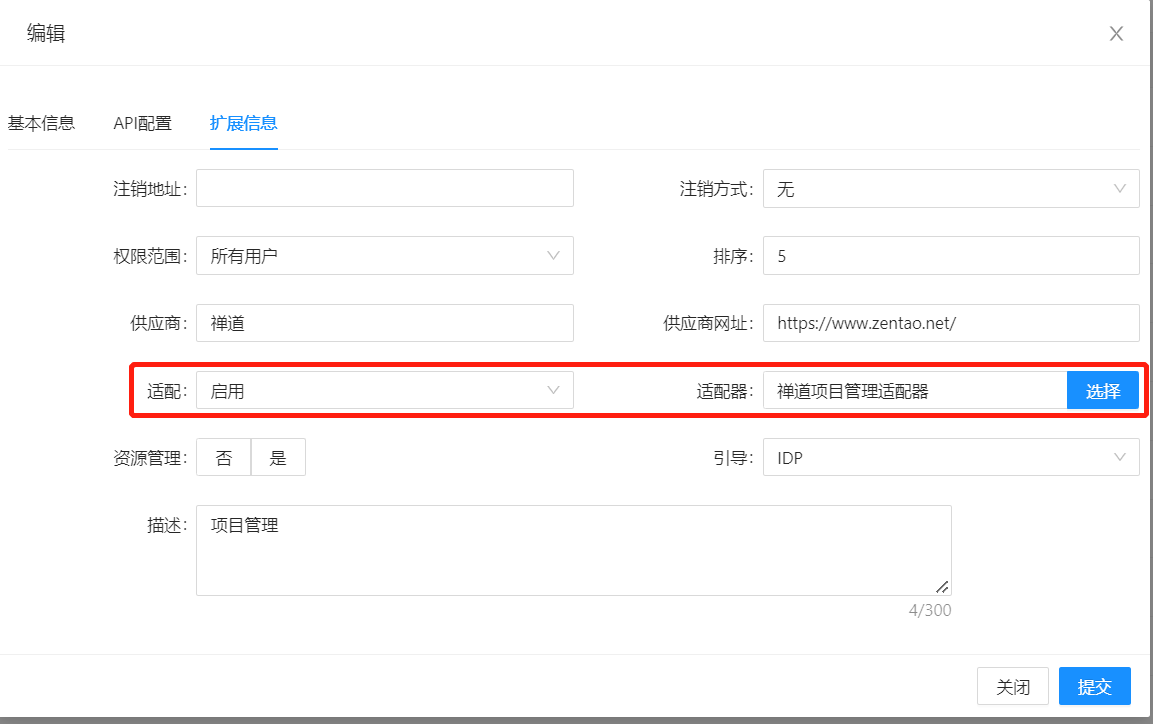 编辑
基本信息 API配置 扩展信息
注销地址: 注销方式: 无
权限范围: 所有用户 排序: 5
供应商: 禅道 供应商网址: https://www.zentao.net/
适配: 启用 适配器: 禅道项目管理适配器 选择
资源管理: 否 是 引导: IDP
描述: 项目管理
4/300
关闭 提交